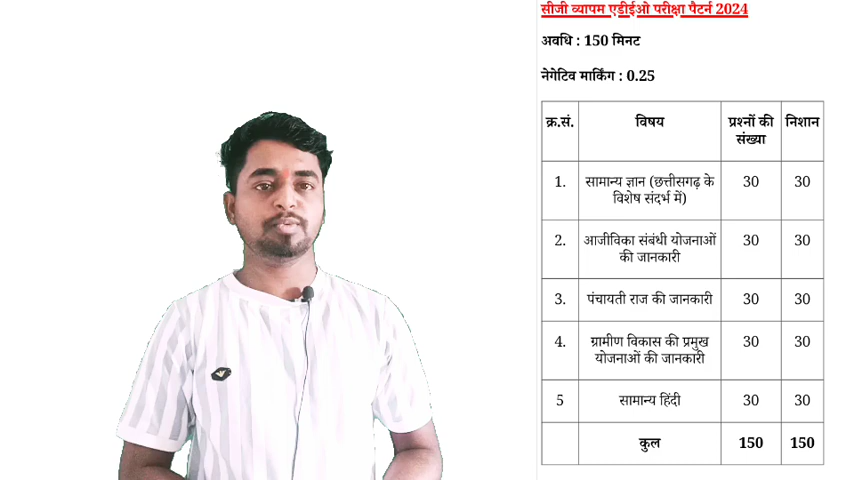 सीजी व्यापम एडीईओ परीक्षा पैटर्न 2024
अवधि : 150 मिनट
नेगेटिव मार्किंग : 0.25
क्र.सं. विषय प्रश्नों की संख्या निशान
1. सामान्य ज्ञान (छत्तीसगढ़ के विशेष संदर्भ में) 30 30
2. आजीविका संबंधी योजनाओं की जानकारी 30 30
3. पंचायती राज की जानकारी 30 30
4. ग्रामीण विकास की प्रमुख योजनाओं की जानकारी 30 30
5 सामान्य हिंदी 30 30
कुल 150 150